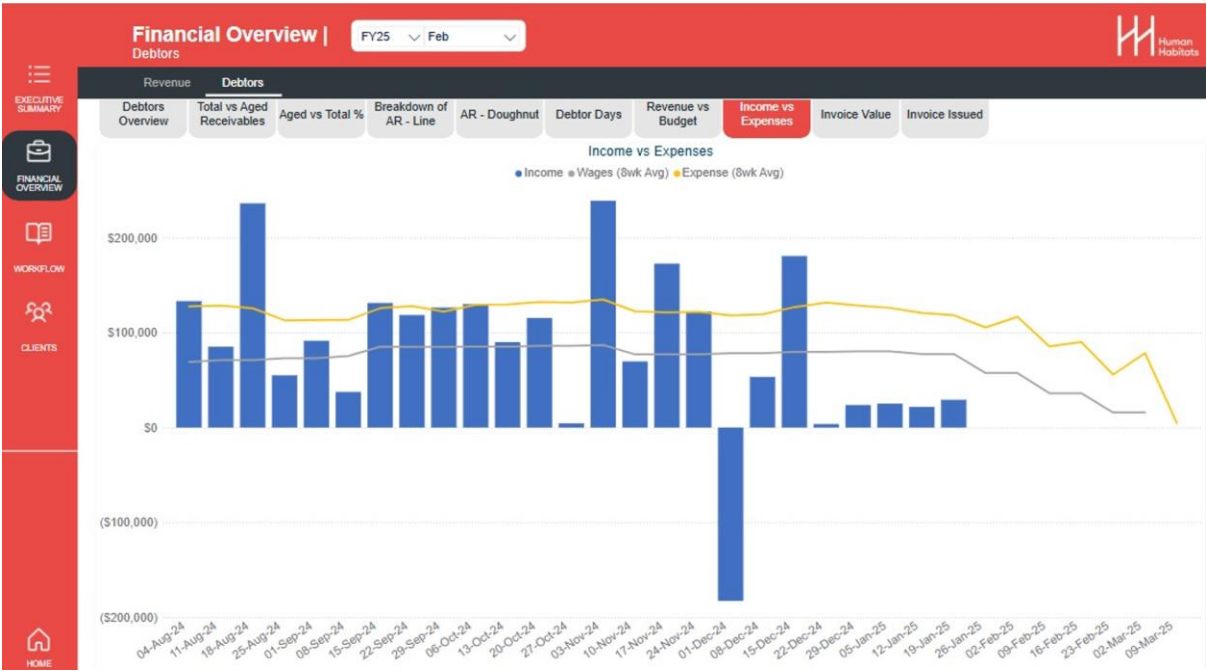 Financial Overview |
Debtors
FY25 Feb
Human
Habitats
Revenue Debtors
EXECUTIVE
SUMMARY
FINANCIAL
OVERVIEW
WORKFLOW
CLIENTS
HOME
Debtors
Overview
Total vs Aged
Receivables
Aged vs Total %
Breakdown of
AR - Line
AR - Doughnut
Debtor Days
Revenue vs
Budget
Income vs
Expenses
Invoice Value
Invoice Issued
Income vs Expenses
Income Wages (8wk Avg) Expense (8wk Avg)
$200,000
$100,000
$0
($100,000)
($200,000)
04-Aug-24
11-Aug-24
18-Aug-24
25-Aug-24
01-Sep-24
08-Sep-24
15-Sep-24
22-Sep-24
29-Sep-24
06-Oct-24
13-Oct-24
20-Oct-24
27-Oct-24
03-Nov-24
10-Nov-24
17-Nov-24
24-Nov-24
01-Dec-24
08-Dec-24
15-Dec-24
22-Dec-24
29-Dec-24
05-Jan-25
12-Jan-25
19-Jan-25
26-Jan-25
02-Feb-25
09-Feb-25
16-Feb-25
23-Feb-25
02-Mar-25
09-Mar-25